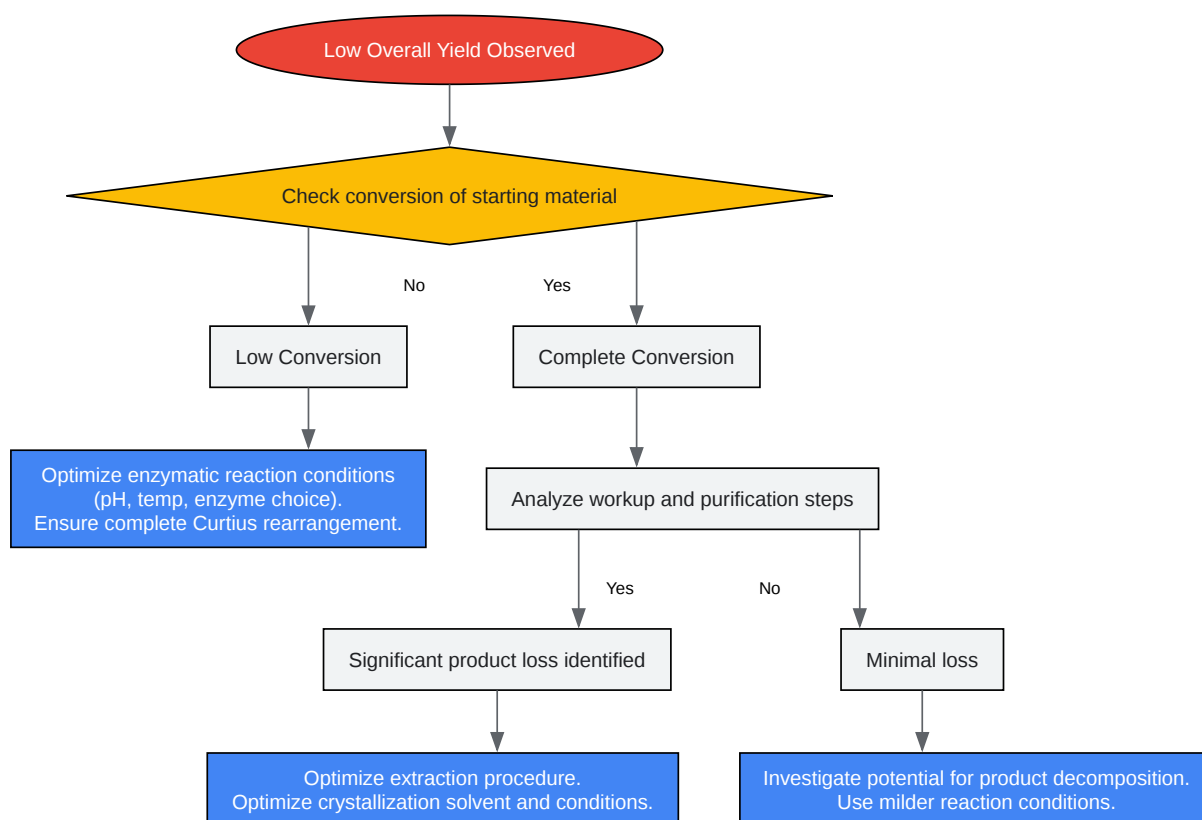 Low Overall Yield Observed
Check conversion of starting material
No
Yes
Low Conversion
Complete Conversion
Optimize enzymatic reaction conditions
(pH, temp, enzyme choice).
Ensure complete Curtius rearrangement.
Analyze workup and purification steps
Yes
No
Significant product loss identified
Minimal loss
Optimize extraction procedure.
Optimize crystallization solvent and conditions.
Investigate potential for product decomposition.
Use milder reaction conditions.